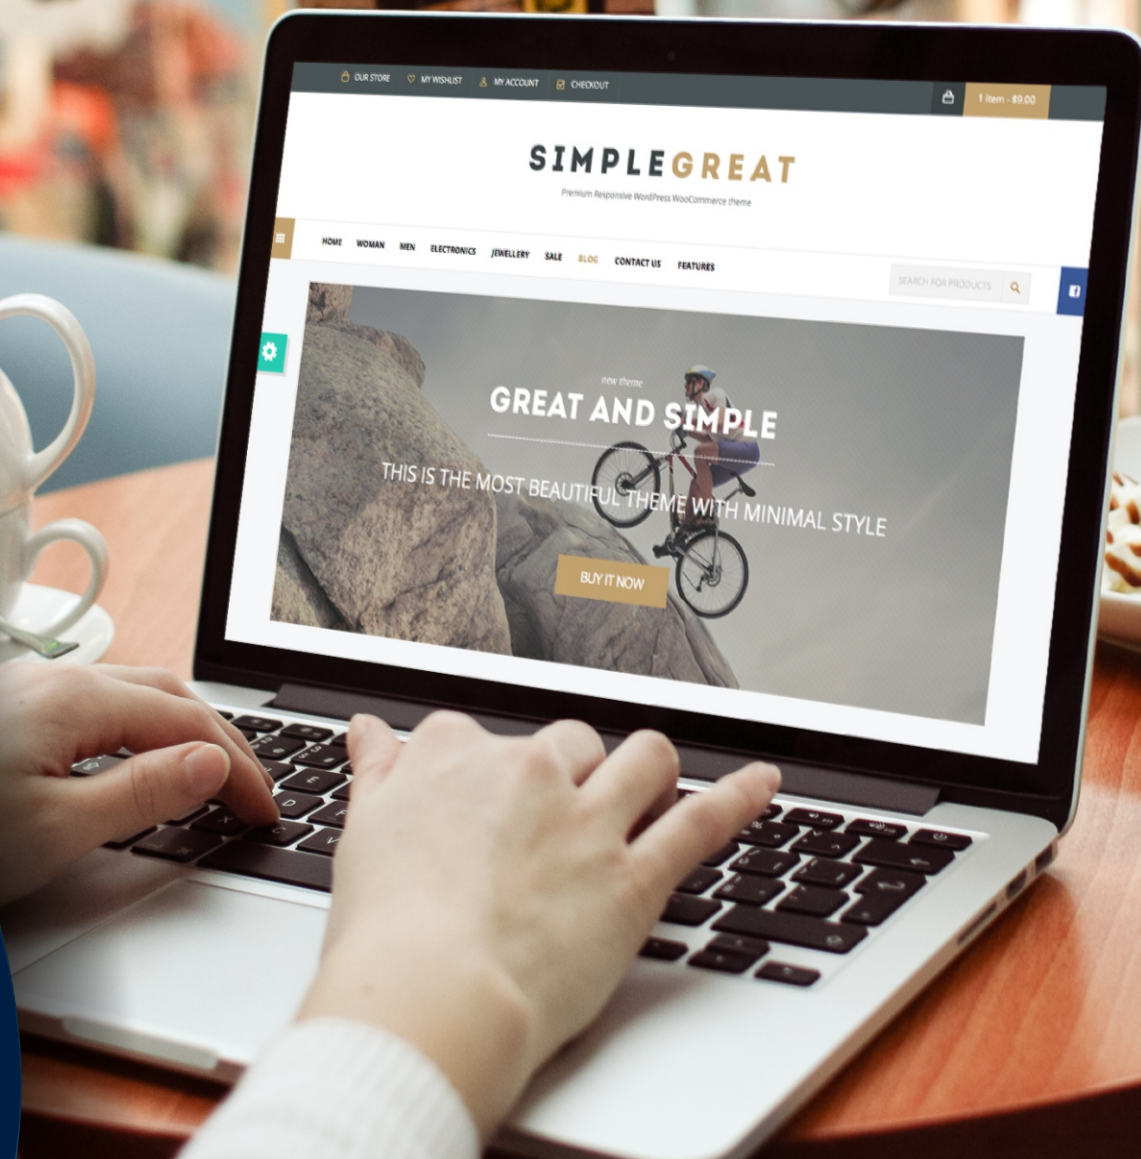 OUR STORE MY WISHLIST MY ACCOUNT CHECKOUT 1 item - $9.00
SIMPLEGREAT
Premium Responsive WordPress WooCommerce theme
HOME WOMAN MEN ELECTRONICS JEWELLERY SALE BLOG CONTACT US FEATURES SEARCH FOR PRODUCTS
new theme
GREAT AND SIMPLE
THIS IS THE MOST BEAUTIFUL THEME WITH MINIMAL STYLE
BUY IT NOW
E
D F
X C V